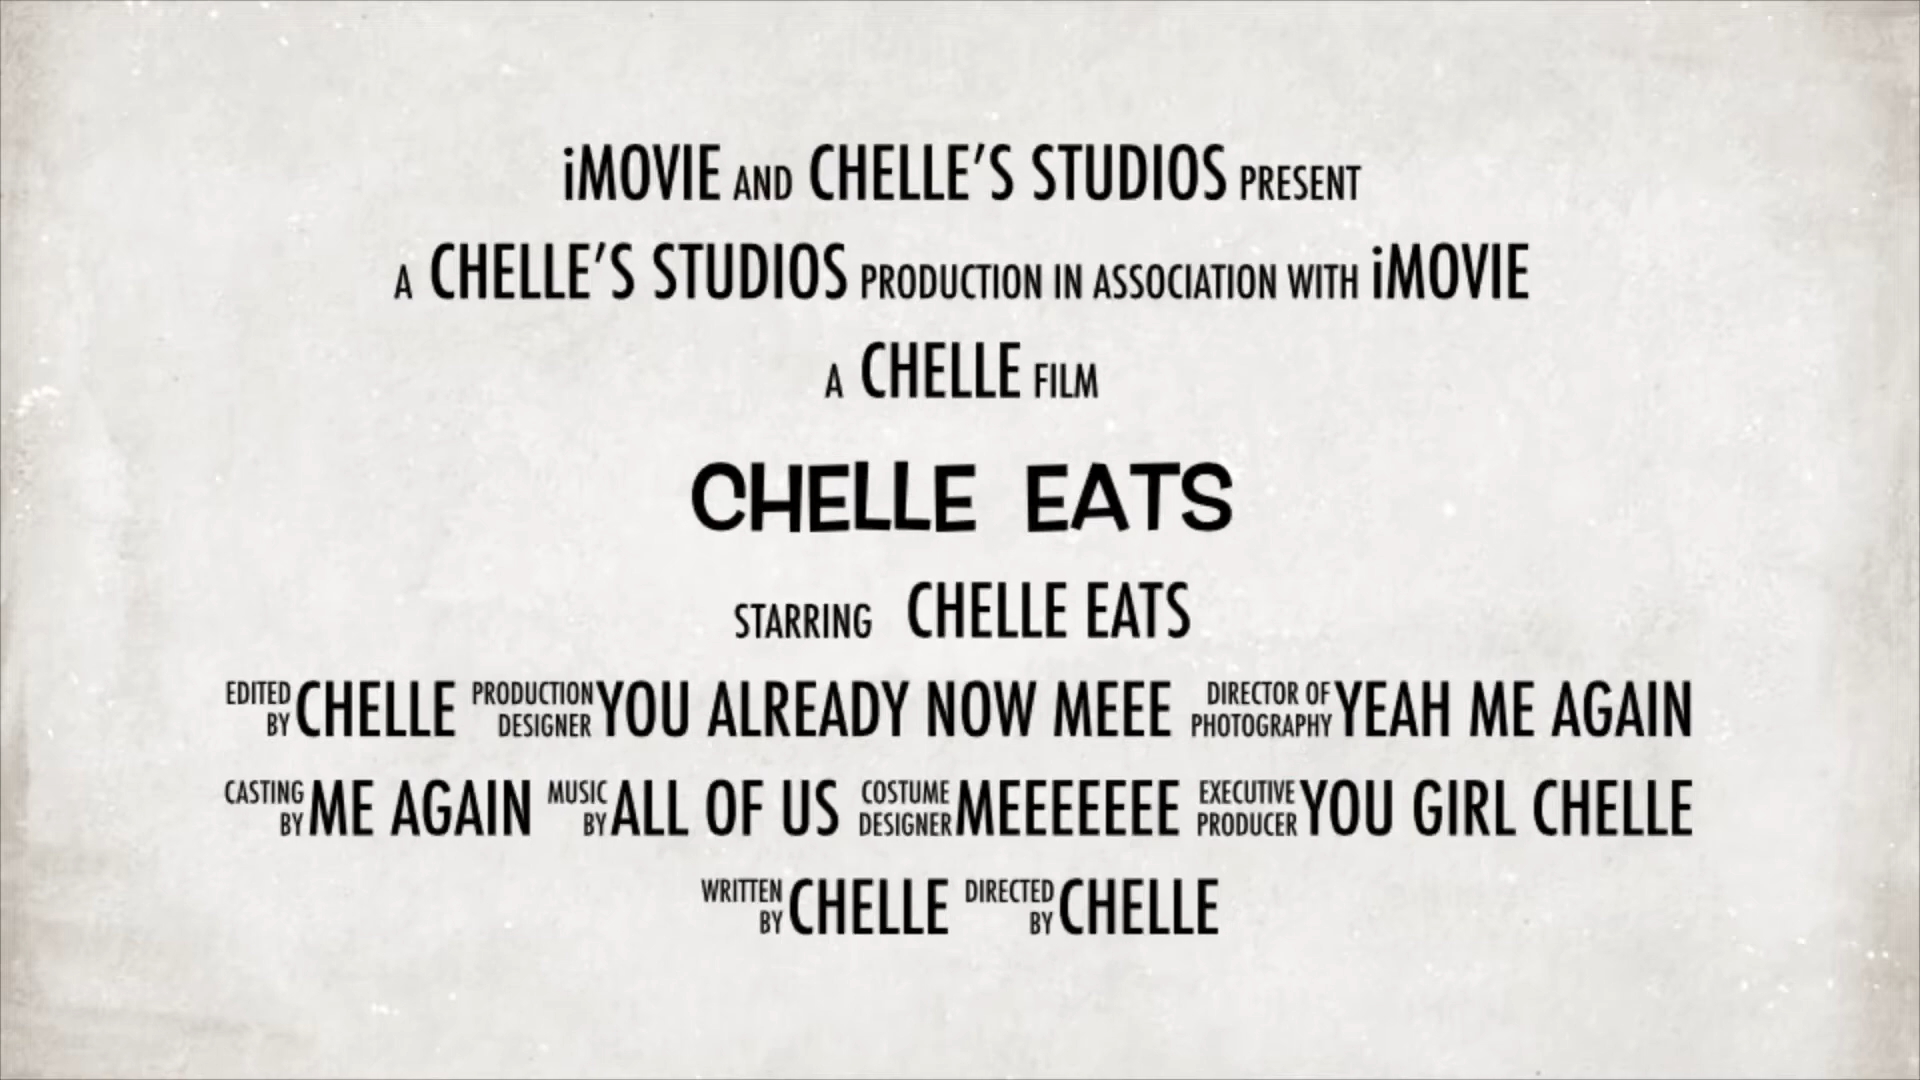 iMOVIE AND CHELLE'S STUDIOS PRESENT
A CHELLE'S STUDIOS PRODUCTION IN ASSOCIATION WITH iMOVIE
A CHELLE FILM
CHELLE EATS
STARRING CHELLE EATS
EDITED BY CHELLE PRODUCTION DESIGNER YOU ALREADY NOW MEEE DIRECTOR OF PHOTOGRAPHY YEAH ME AGAIN
CASTING BY ME AGAIN MUSIC BY ALL OF US COSTUME DESIGNER MEEEEEEE EXECUTIVE PRODUCER YOU GIRL CHELLE
WRITTEN BY CHELLE DIRECTED BY CHELLE